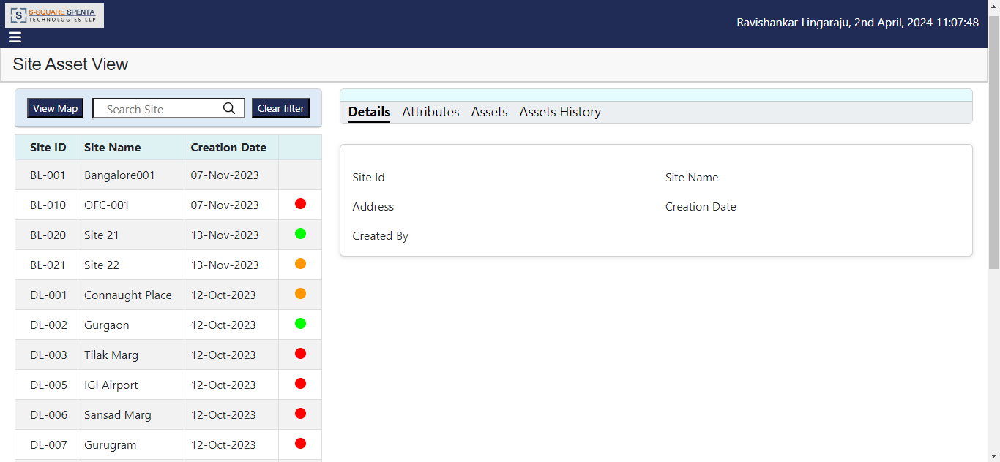 S-SQUARE SPENTA
TECHNOLOGIES LLP
Ravishankar Lingaraju, 2nd April, 2024 11:07:48
Site Asset View
View Map Search Site Clear filter
Details Attributes Assets Assets History
Site ID Site Name Creation Date
BL-001 Bangalore001 07-Nov-2023
BL-010 OFC-001 07-Nov-2023
BL-020 Site 21 13-Nov-2023
BL-021 Site 22 13-Nov-2023
DL-001 Connaught Place 12-Oct-2023
DL-002 Gurgaon 12-Oct-2023
DL-003 Tilak Marg 12-Oct-2023
DL-005 IGI Airport 12-Oct-2023
DL-006 Sansad Marg 12-Oct-2023
DL-007 Gurugram 12-Oct-2023
Site Id Site Name
Address Creation Date
Created By